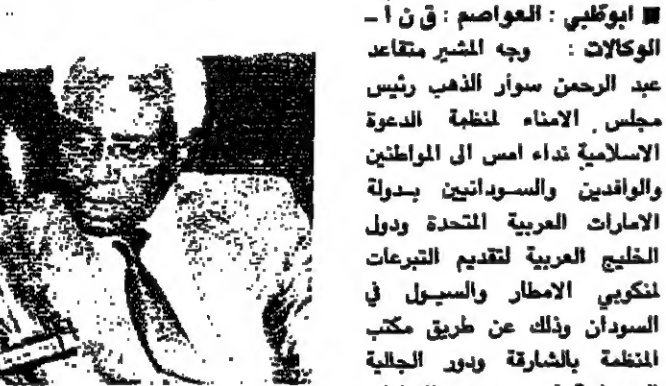 ■ ابوظبي : العواصم : ق ن ا ـ
الوكالات : وجه المشير متقاعد
عبد الرحمن سوار الذهب رئيس
مجلس الامناء لمنظمة الدعوة
الاسلامية نداء امس الى المواطنين
والوافدين والسودانيين بدولة
الامارات العربية المتحدة ودول
الخليج العربية لتقديم التبرعات
لمنكوبي الامطار والسيول في
السودان وذلك عن طريق مكتب
المنظمة بالشارقة ودور الجالية